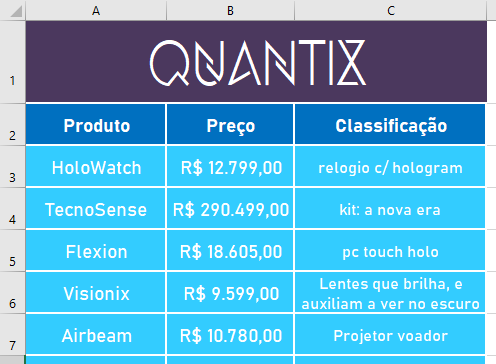 A B C
1 QUANTIX
2 Produto Preço Classificação
3 HoloWatch R$ 12.799,00 relogio c/ hologram
4 TecnoSense R$ 290.499,00 kit: a nova era
5 Flexion R$ 18.605,00 pc touch holo
Lentes que brilha, e
6 Visionix R$ 9.599,00 auxiliam a ver no escuro
7 Airbeam R$ 10.780,00 Projetor voador